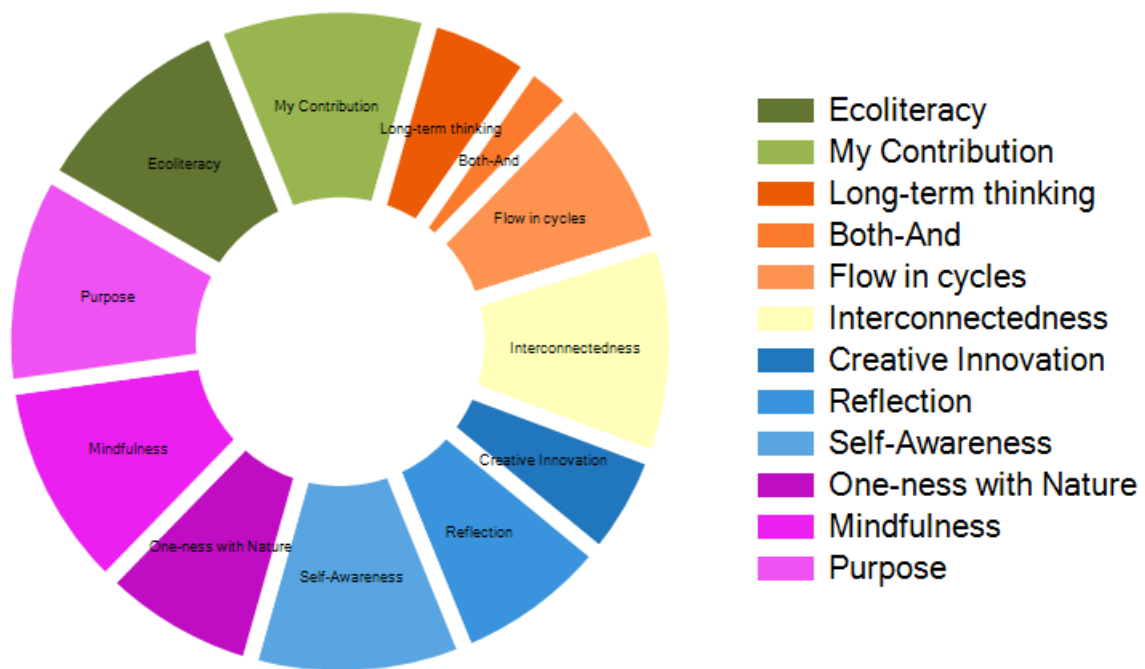 My Contribution
Long-term thinking
Both-And
Ecoliteracy
Flow in cycles
Purpose
Interconnectedness
Mindfulness
Creative Innovation
Reflection
One-ness with Nature
Self-Awareness
Ecoliteracy
My Contribution
Long-term thinking
Both-And
Flow in cycles
Interconnectedness
Creative Innovation
Reflection
Self-Awareness
One-ness with Nature
Mindfulness
Purpose